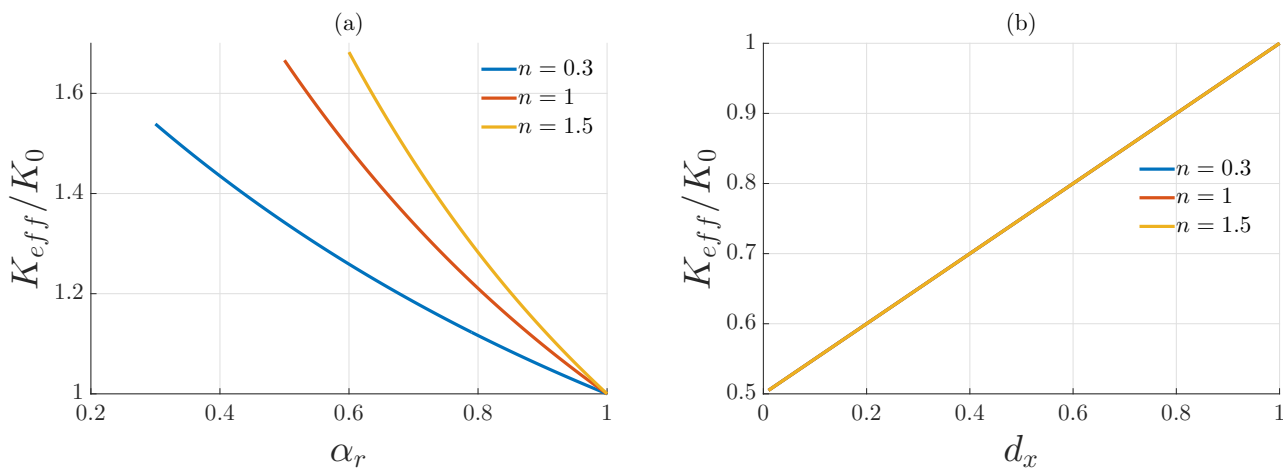 (a)
K_{eff}/K_0
1.6
1.4
1.2
1
0.2
0.4
0.6
0.8
1
α_r
n = 0.3
n = 1
n = 1.5
(b)
K_{eff}/K_0
1
0.9
0.8
0.7
0.6
0.5
0
0.2
0.4
0.6
0.8
1
d_x
n = 0.3
n = 1
n = 1.5